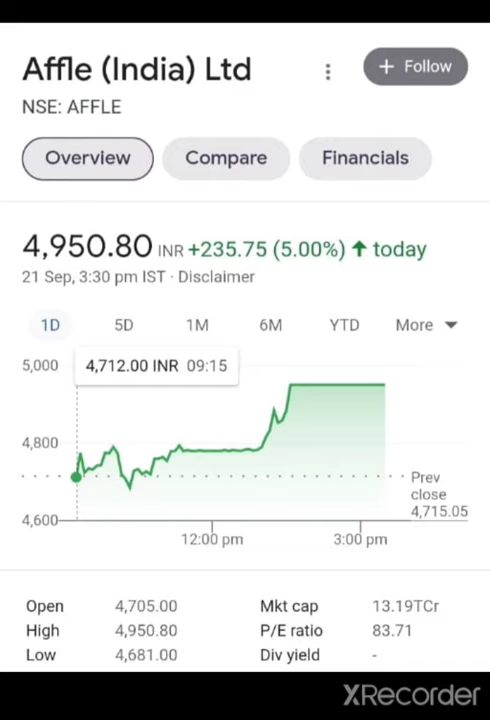 Affle (India) Ltd
+ Follow
NSE: AFFLE
Overview Compare Financials
4,950.80 INR +235.75 (5.00%) ↑ today
21 Sep, 3:30 pm IST · Disclaimer
1D 5D 1M 6M YTD More
5,000
4,712.00 INR 09:15
4,800
Prev
close
4,715.05
4,600
12:00 pm 3:00 pm
Open 4,705.00 Mkt cap 13.19TCr
High 4,950.80 P/E ratio 83.71
Low 4,681.00 Div yield -
XRecorder